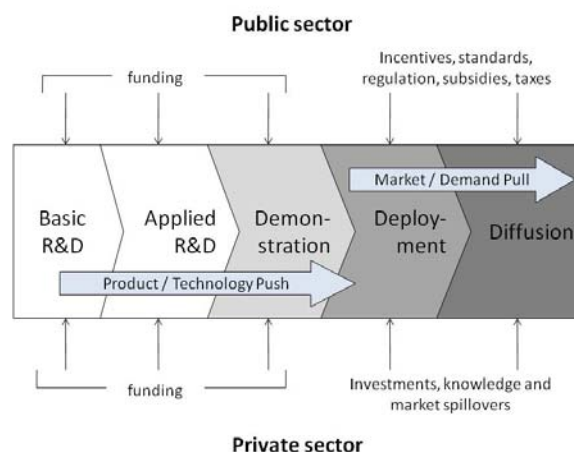 Public sector
funding
Incentives, standards,
regulation, subsidies, taxes
Market / Demand Pull
Basic
R&D
Applied
R&D
Demon-
stration
Deploy-
ment
Diffusion
Product / Technology Push
funding
Investments, knowledge and
market spillovers
Private sector